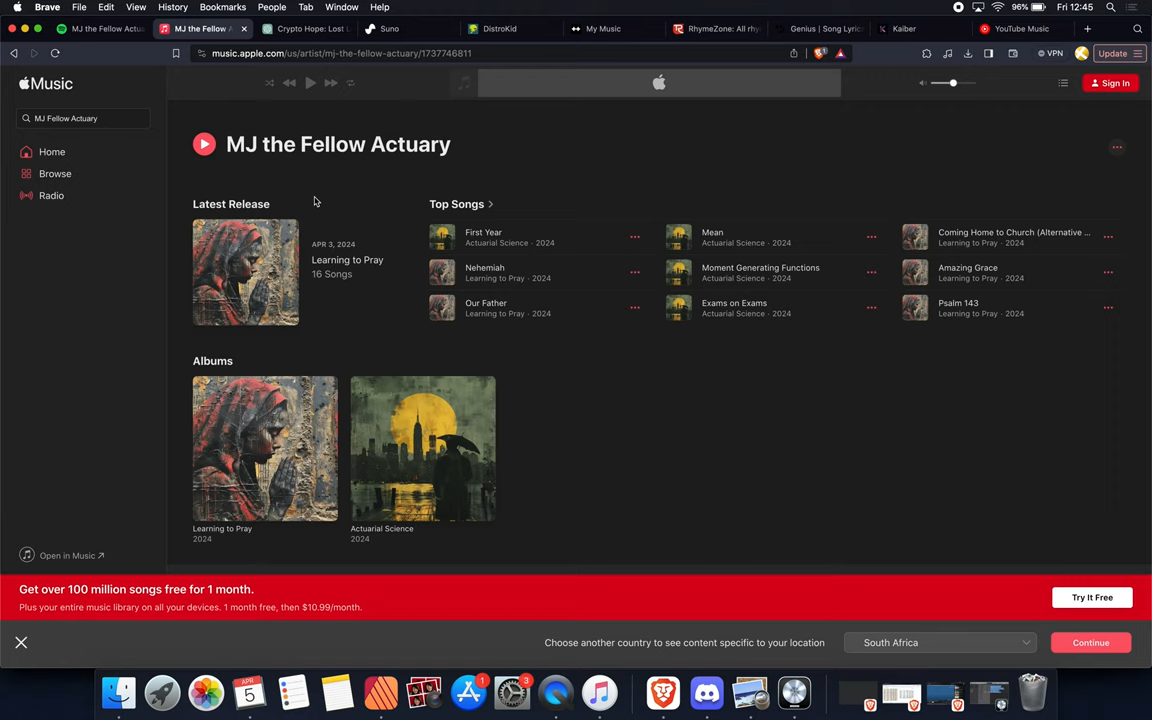 Brave File Edit View History Bookmarks People Tab Window Help 96% Fri 12:45
MJ the Fellow Actu MJ the Fellow A Crypto Hope: Lost L Suno DistroKid My Music RhymeZone: All rhy Genius | Song Lyric Kaiber YouTube Music
music.apple.com/us/artist/mj-the-fellow-actuary/1737746811 VPN Update
Music
Sign In
MJ Fellow Actuary
Home
Browse
Radio
MJ the Fellow Actuary
Latest Release
APR 3, 2024
Learning to Pray
16 Songs
Top Songs
First Year
Actuarial Science · 2024
Mean
Actuarial Science · 2024
Coming Home to Church (Alternative ...
Learning to Pray · 2024
Nehemiah
Learning to Pray · 2024
Moment Generating Functions
Actuarial Science · 2024
Amazing Grace
Learning to Pray · 2024
Our Father
Learning to Pray · 2024
Exams on Exams
Actuarial Science · 2024
Psalm 143
Learning to Pray · 2024
Albums
Learning to Pray
2024
Actuarial Science
2024
Open in Music
Get over 100 million songs free for 1 month.
Plus your entire music library on all your devices. 1 month free, then $10.99/month.
Try It Free
Choose another country to see content specific to your location
South Africa
Continue
APR
5
1
3